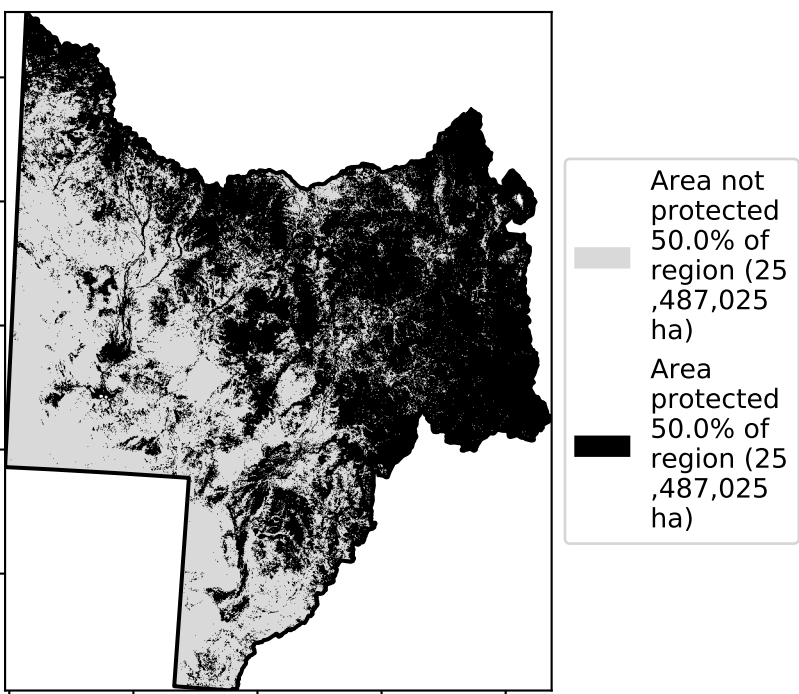 Area not
protected
50.0% of
region (25
,487,025
ha)
Area
protected
50.0% of
region (25
,487,025
ha)